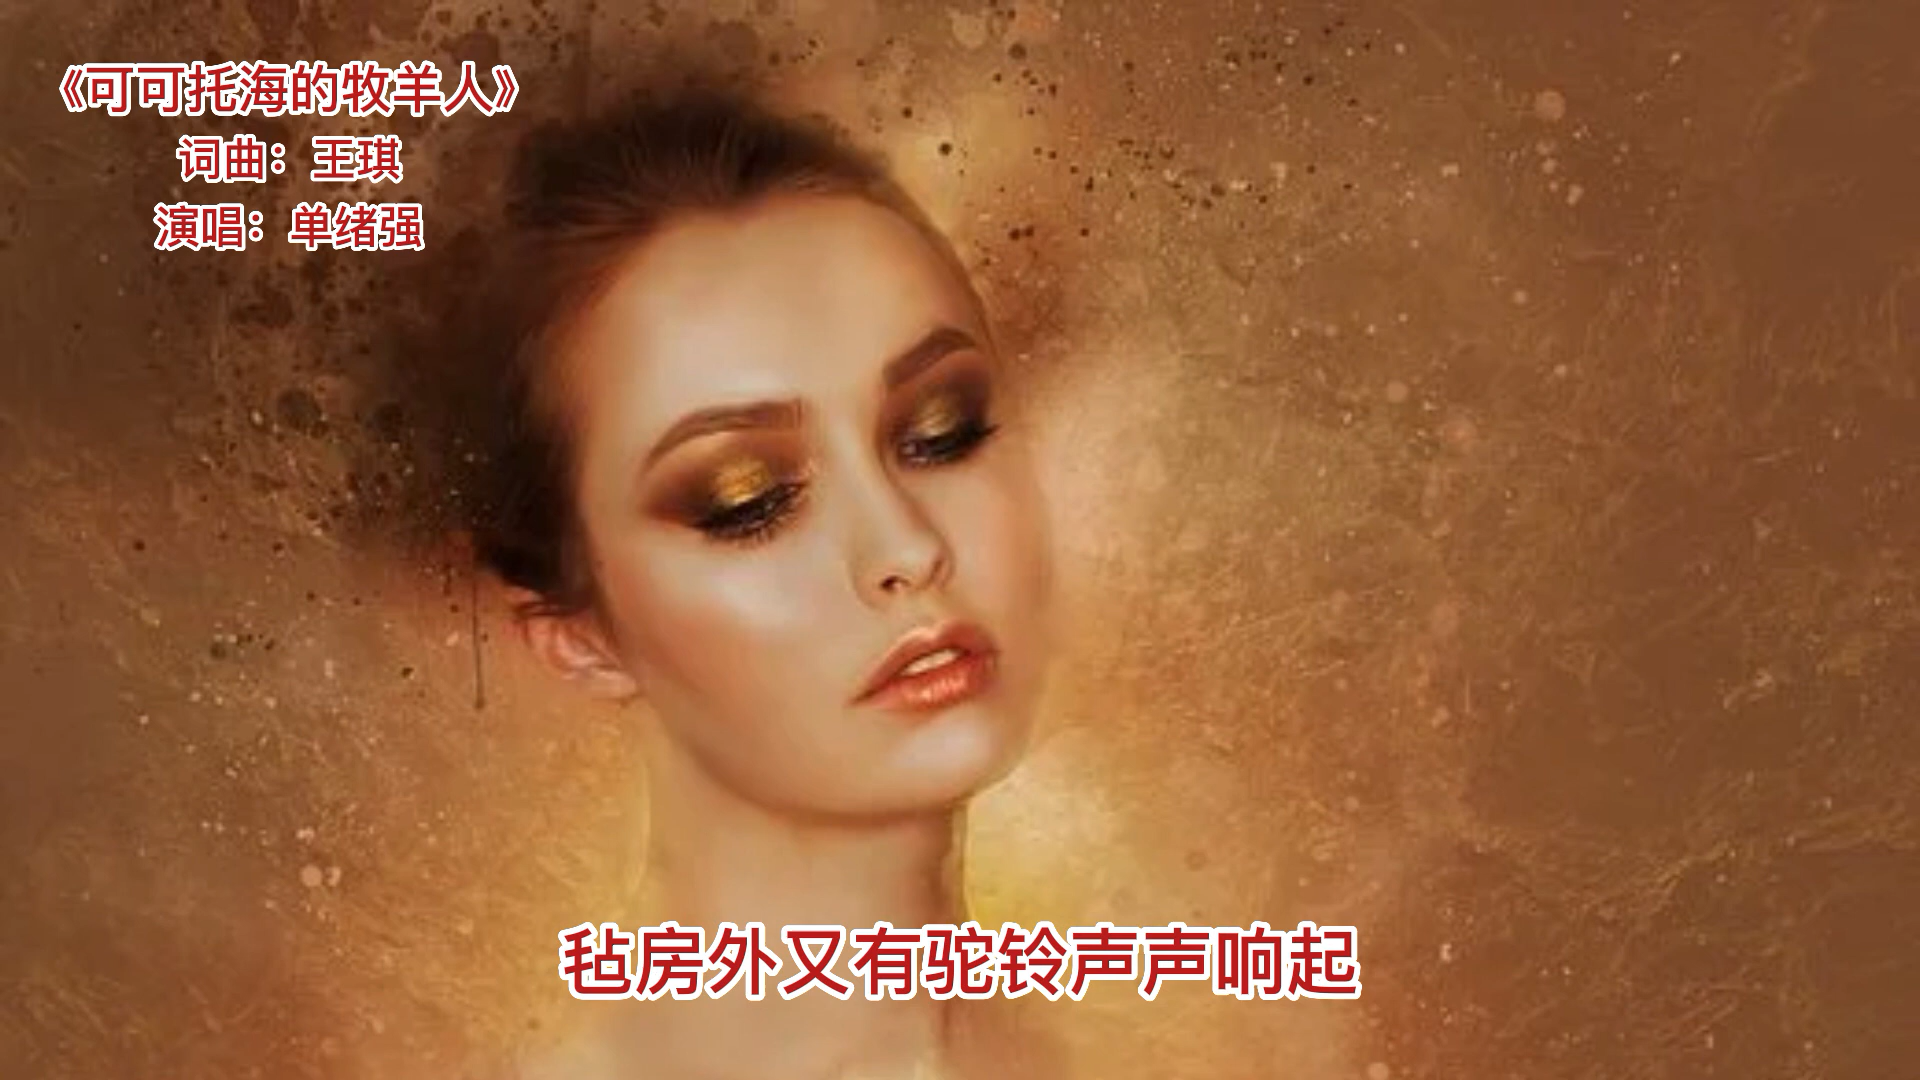 《可可托海的牧羊人》
词曲：王琪
演唱：单绪强
毡房外又有驼铃声声响起